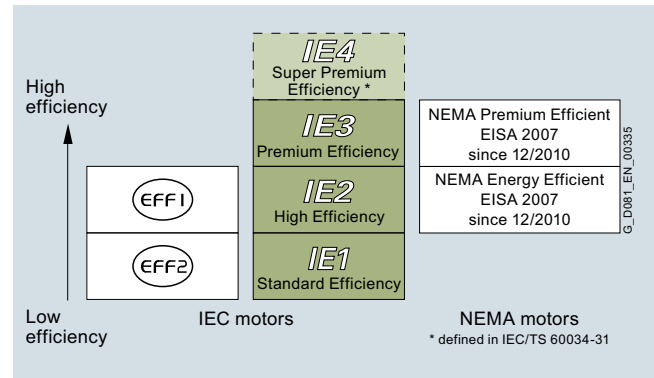 High
efficiency
Low
efficiency
EFF1
EFF2
IE4
Super Premium
Efficiency *
IE3
Premium Efficiency
IE2
High Efficiency
IE1
Standard Efficiency
IEC motors
NEMA Premium Efficient
EISA 2007
since 12/2010
NEMA Energy Efficient
EISA 2007
since 12/2010
NEMA motors
* defined in IEC/TS 60034-31
G_D081_EN_00335